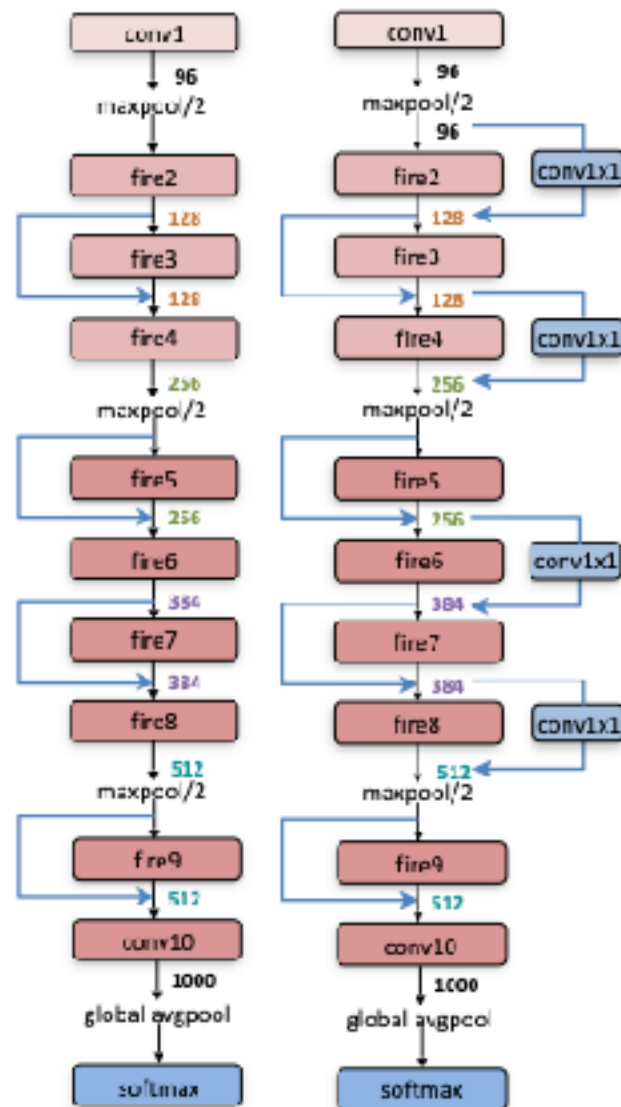 conv1
96
maxpool/2
fire2
128
fire3
128
fire4
256
maxpool/2
fire5
256
fire6
384
fire7
384
fire8
512
maxpool/2
fire9
512
conv10
1000
global avgpool
softmax
conv1
96
maxpool/2
96
conv1x1
fire2
128
fire3
128
conv1x1
fire4
256
maxpool/2
fire5
256
fire6
conv1x1
384
fire7
384
fire8
conv1x1
512
maxpool/2
fire9
512
conv10
1000
global avgpool
softmax